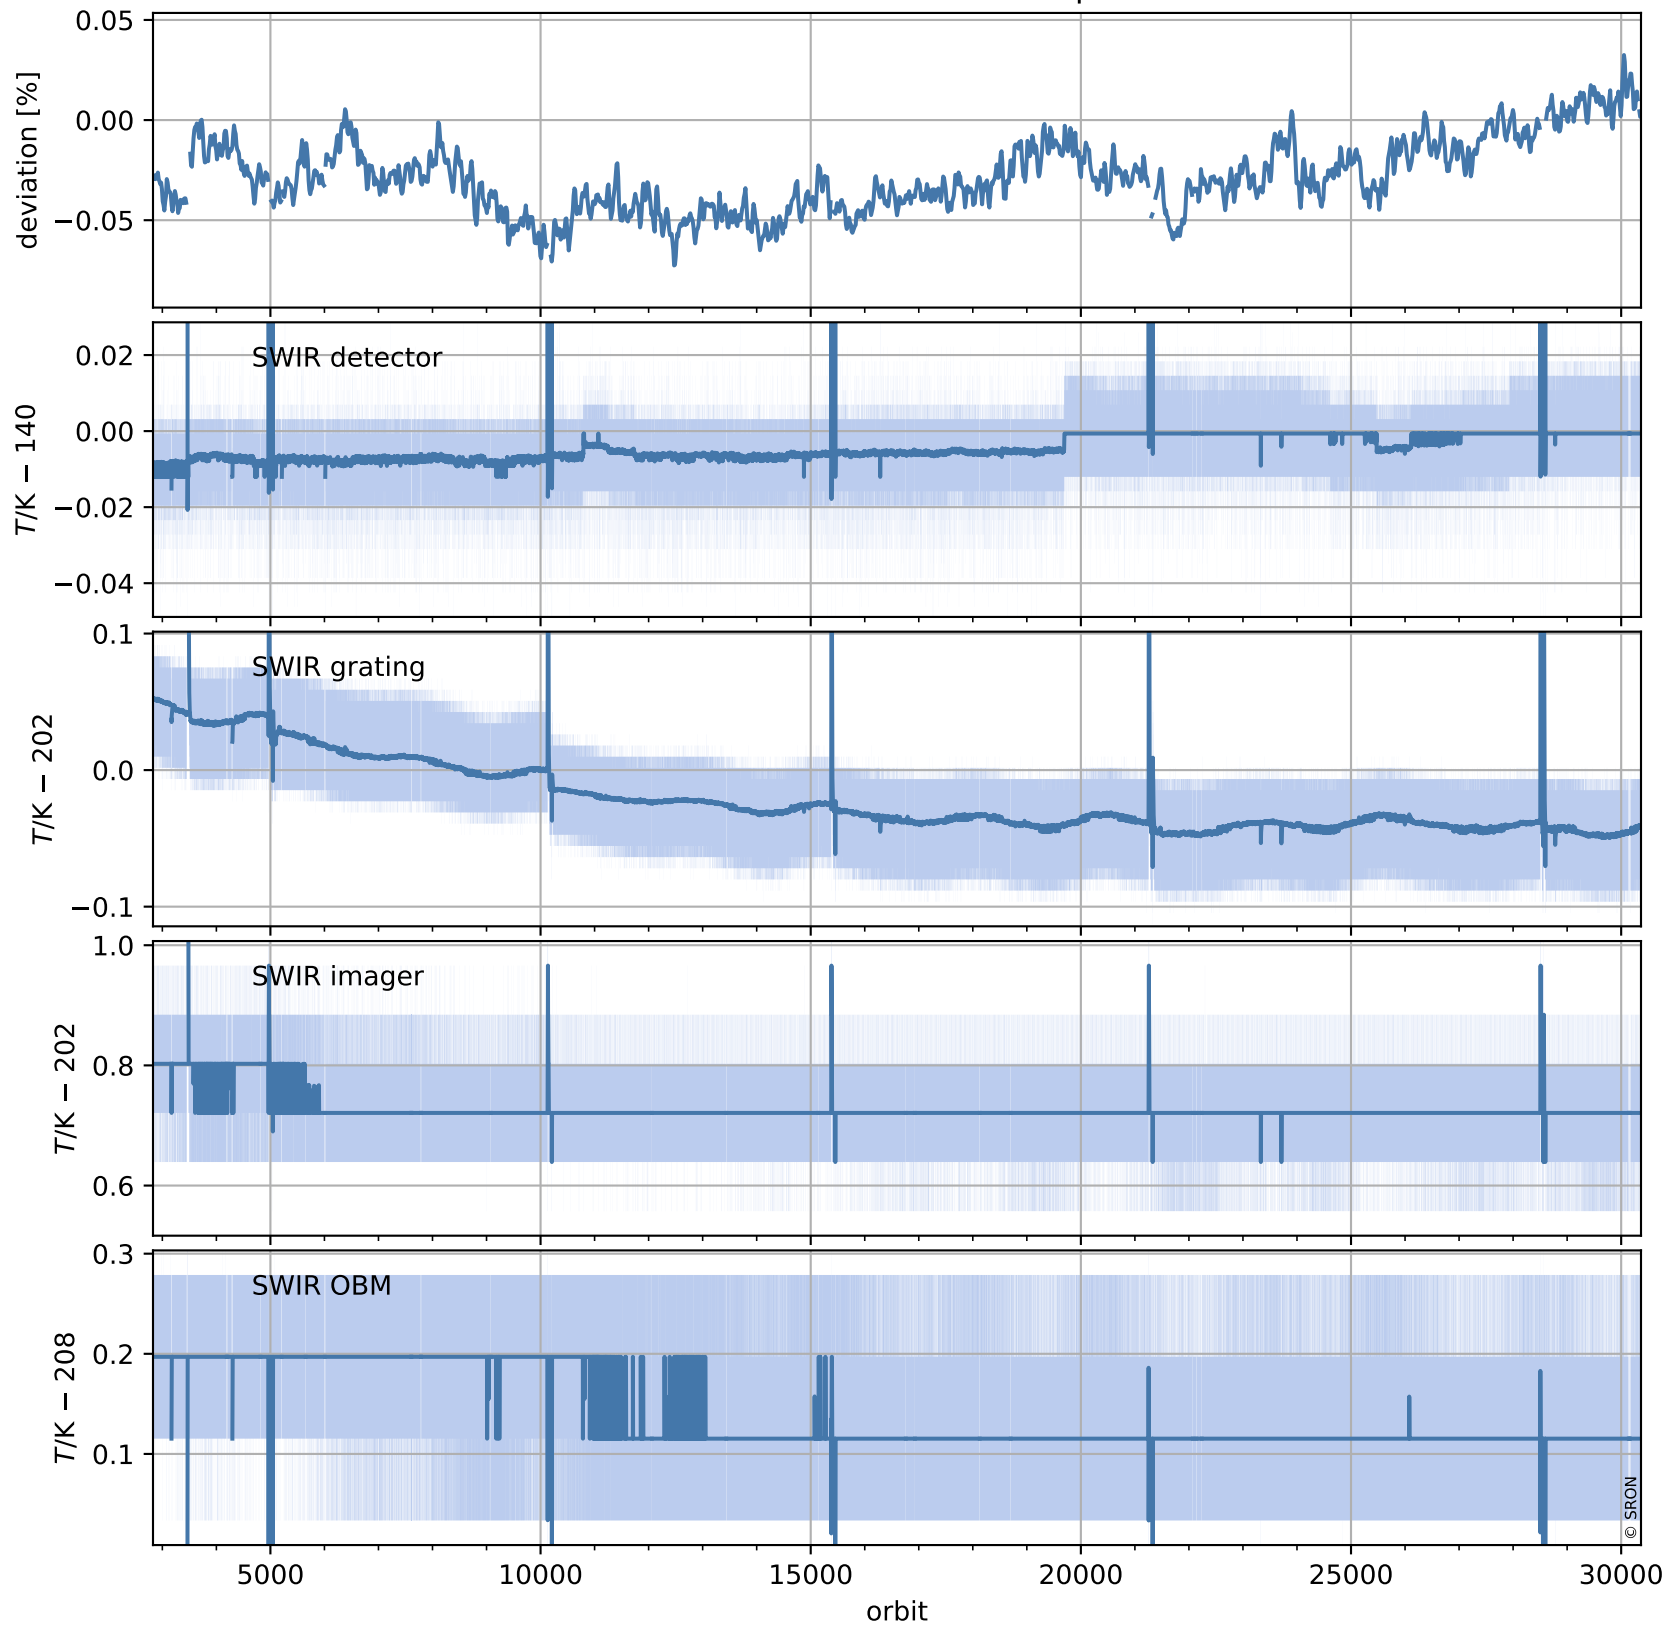 0.05
0.00
−0.05
deviation [%]
0.02
0.00
−0.02
−0.04
T/K − 140
SWIR detector
0.1
0.0
−0.1
T/K − 202
SWIR grating
1.0
0.8
0.6
T/K − 202
SWIR imager
0.3
0.2
0.1
T/K − 208
SWIR OBM
© SRON
5000 10000 15000 20000 25000 30000
orbit